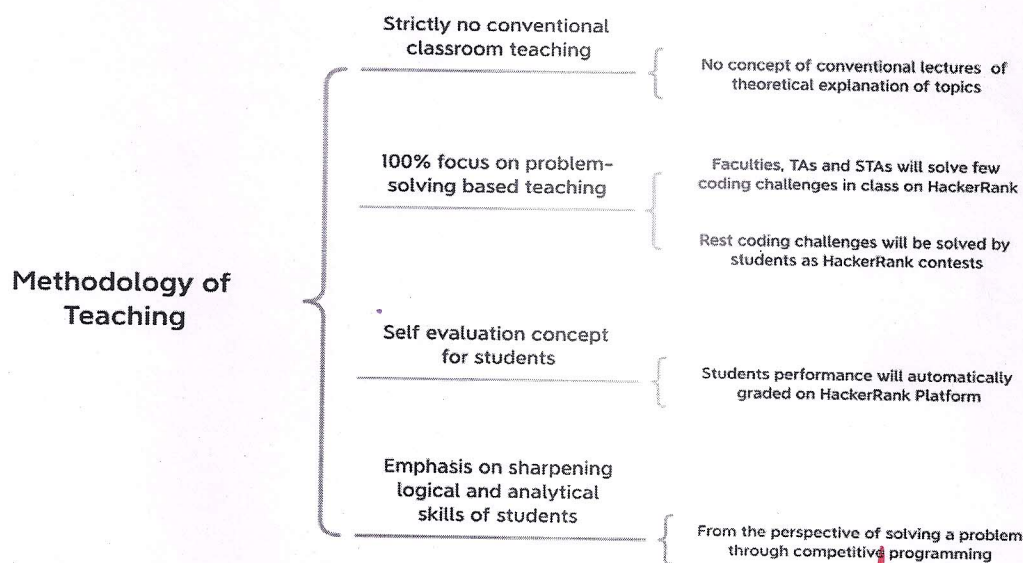 Methodology of
Teaching
Strictly no conventional
classroom teaching
No concept of conventional lectures of
theoretical explanation of topics
100% focus on problem-
solving based teaching
Faculties, TAs and STAs will solve few
coding challenges in class on HackerRank
Rest coding challenges will be solved by
students as HackerRank contests
Self evaluation concept
for students
Students performance will automatically
graded on HackerRank Platform
Emphasis on sharpening
logical and analytical
skills of students
From the perspective of solving a problem
through competitive programming